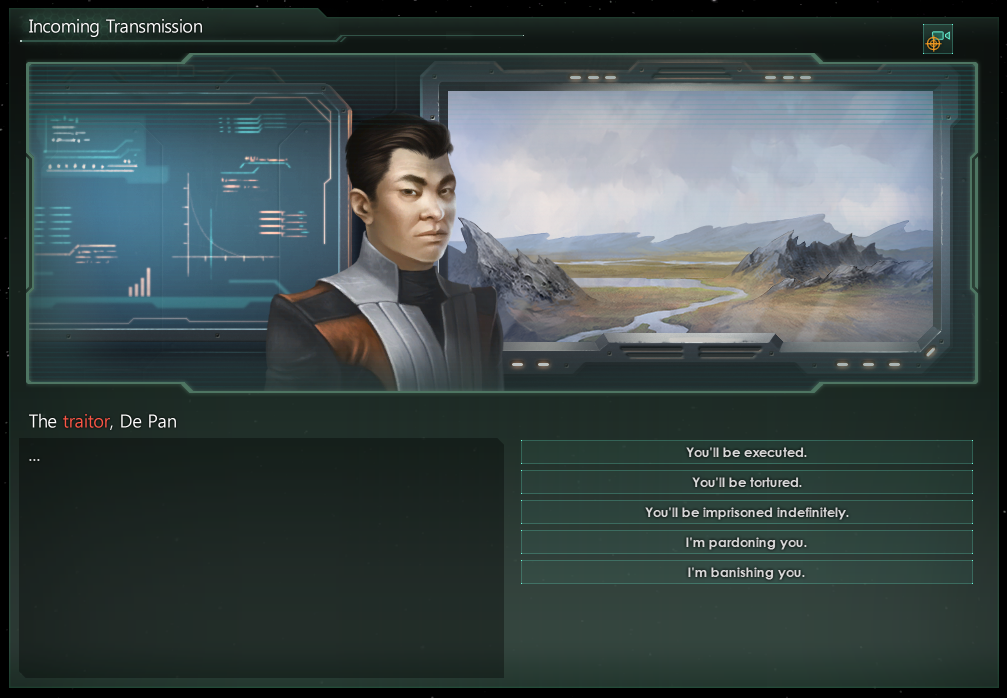 Incoming Transmission
The traitor, De Pan
...
You'll be executed.
You'll be tortured.
You'll be imprisoned indefinitely.
I'm pardoning you.
I'm banishing you.